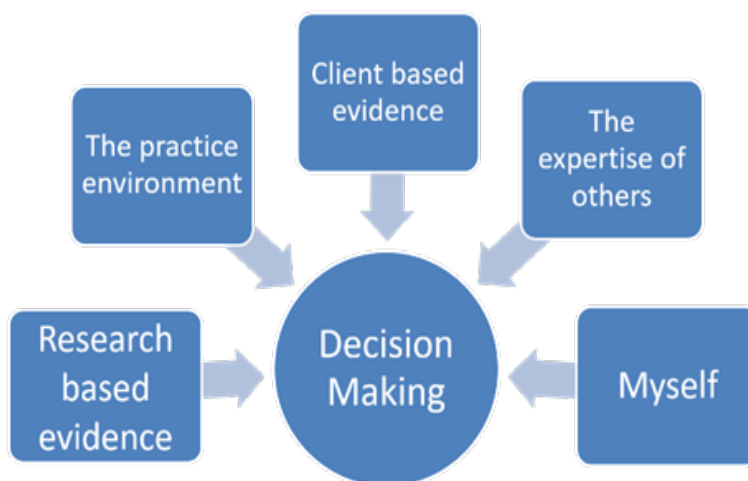 Client based
evidence
The practice
environment
The
expertise of
others
Research
based
evidence
Decision
Making
Myself